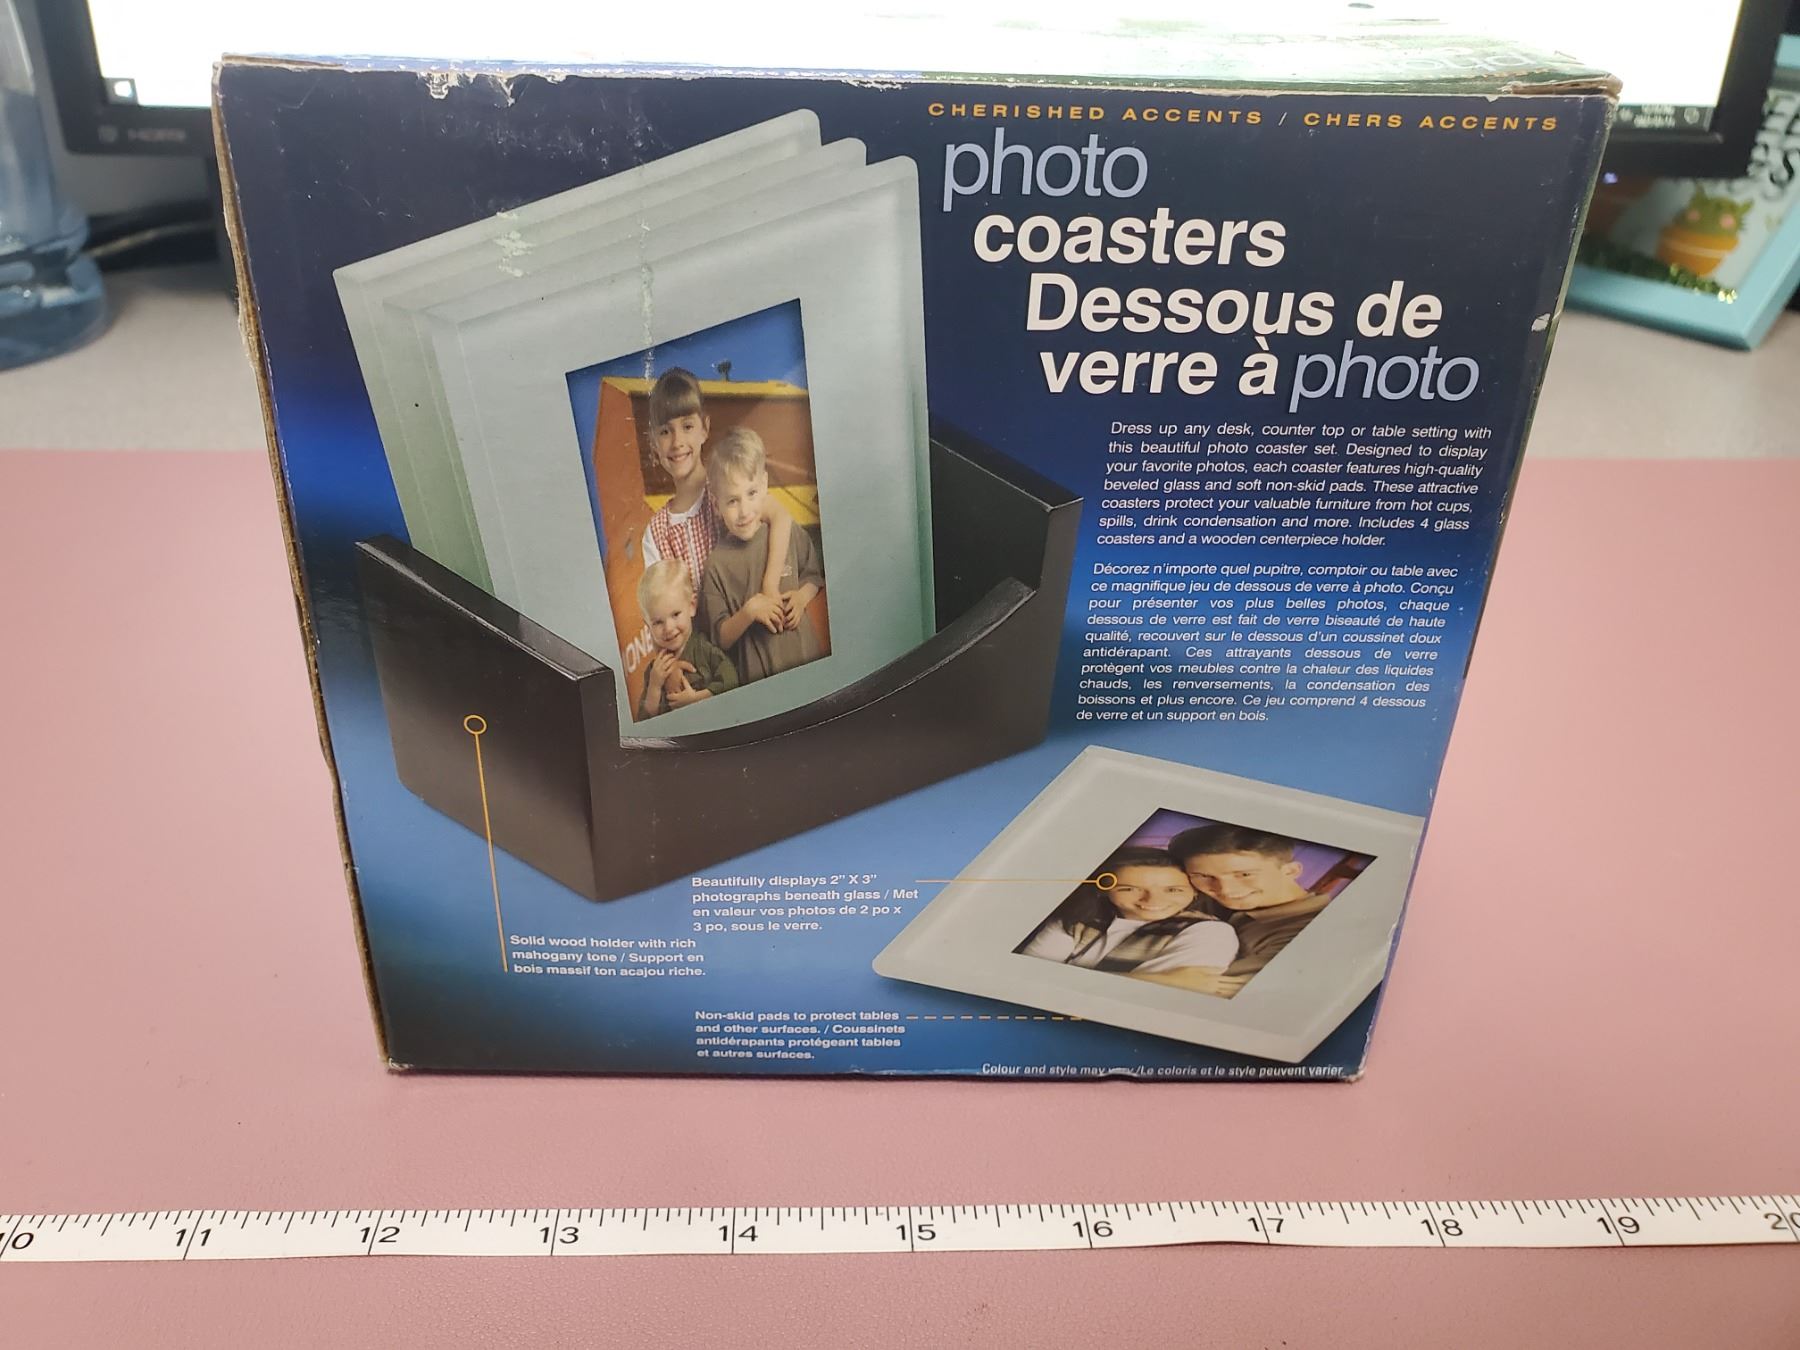 CHERISHED ACCENTS / CHERS ACCENTS
photo
coasters
Dessous de
verre à photo
Dress up any desk, counter top or table setting with
this beautiful photo coaster set. Designed to display
your favorite photos, each coaster features high-quality
beveled glass and soft non-skid pads. These attractive
coasters protect your valuable furniture from hot cups,
spills, drink condensation and more. Includes 4 glass
coasters and a wooden centerpiece holder.
Décorez n'importe quel pupitre, comptoir ou table avec
ce magnifique jeu de dessous de verre à photo. Conçu
pour présenter vos plus belles photos, chaque
dessous de verre est fait de verre biseauté de haute
qualité, recouvert sur le dessous d'un coussinet doux
antidérapant. Ces attrayants dessous de verre
protègent vos meubles contre la chaleur des liquides
chauds, les renversements, la condensation des
boissons et plus encore. Ce jeu comprend 4 dessous
de verre et un support en bois.
Beautifully displays 2" X 3"
photographs beneath glass / Met
en valeur vos photos de 2 po x
3 po, sous le verre.
Solid wood holder with rich
mahogany tone / Support en
bois massif ton acajou riche.
Non-skid pads to protect tables
and other surfaces. / Coussinets
antidérapants protégeant tables
et autres surfaces.
Colour and style may vary/Le coloris et le style peuvent varier
ONE
HDMI
10 11 12 13 14 15 16 17 18 19 20